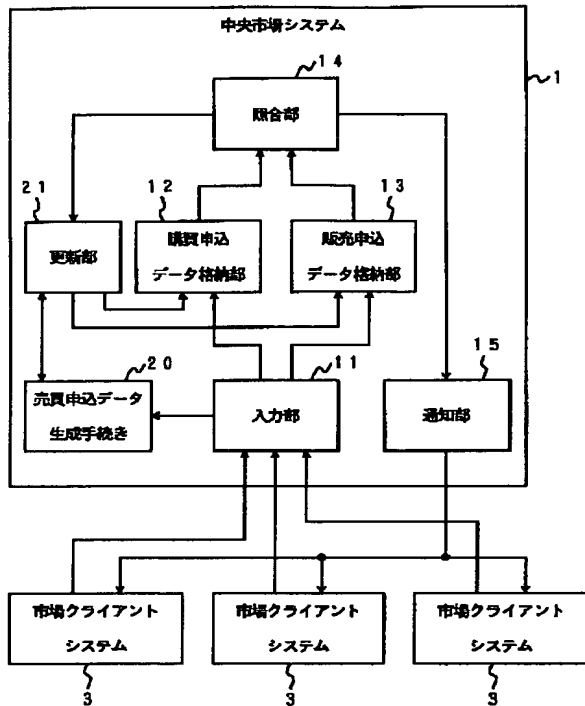 中央市場システム
1
14
照合部
21
12
13
更新部
購買申込
データ格納部
販売申込
データ格納部
20
11
15
売買申込データ
生成手続き
入力部
通知部
市場クライアント
システム
市場クライアント
システム
市場クライアント
システム
3
3
3